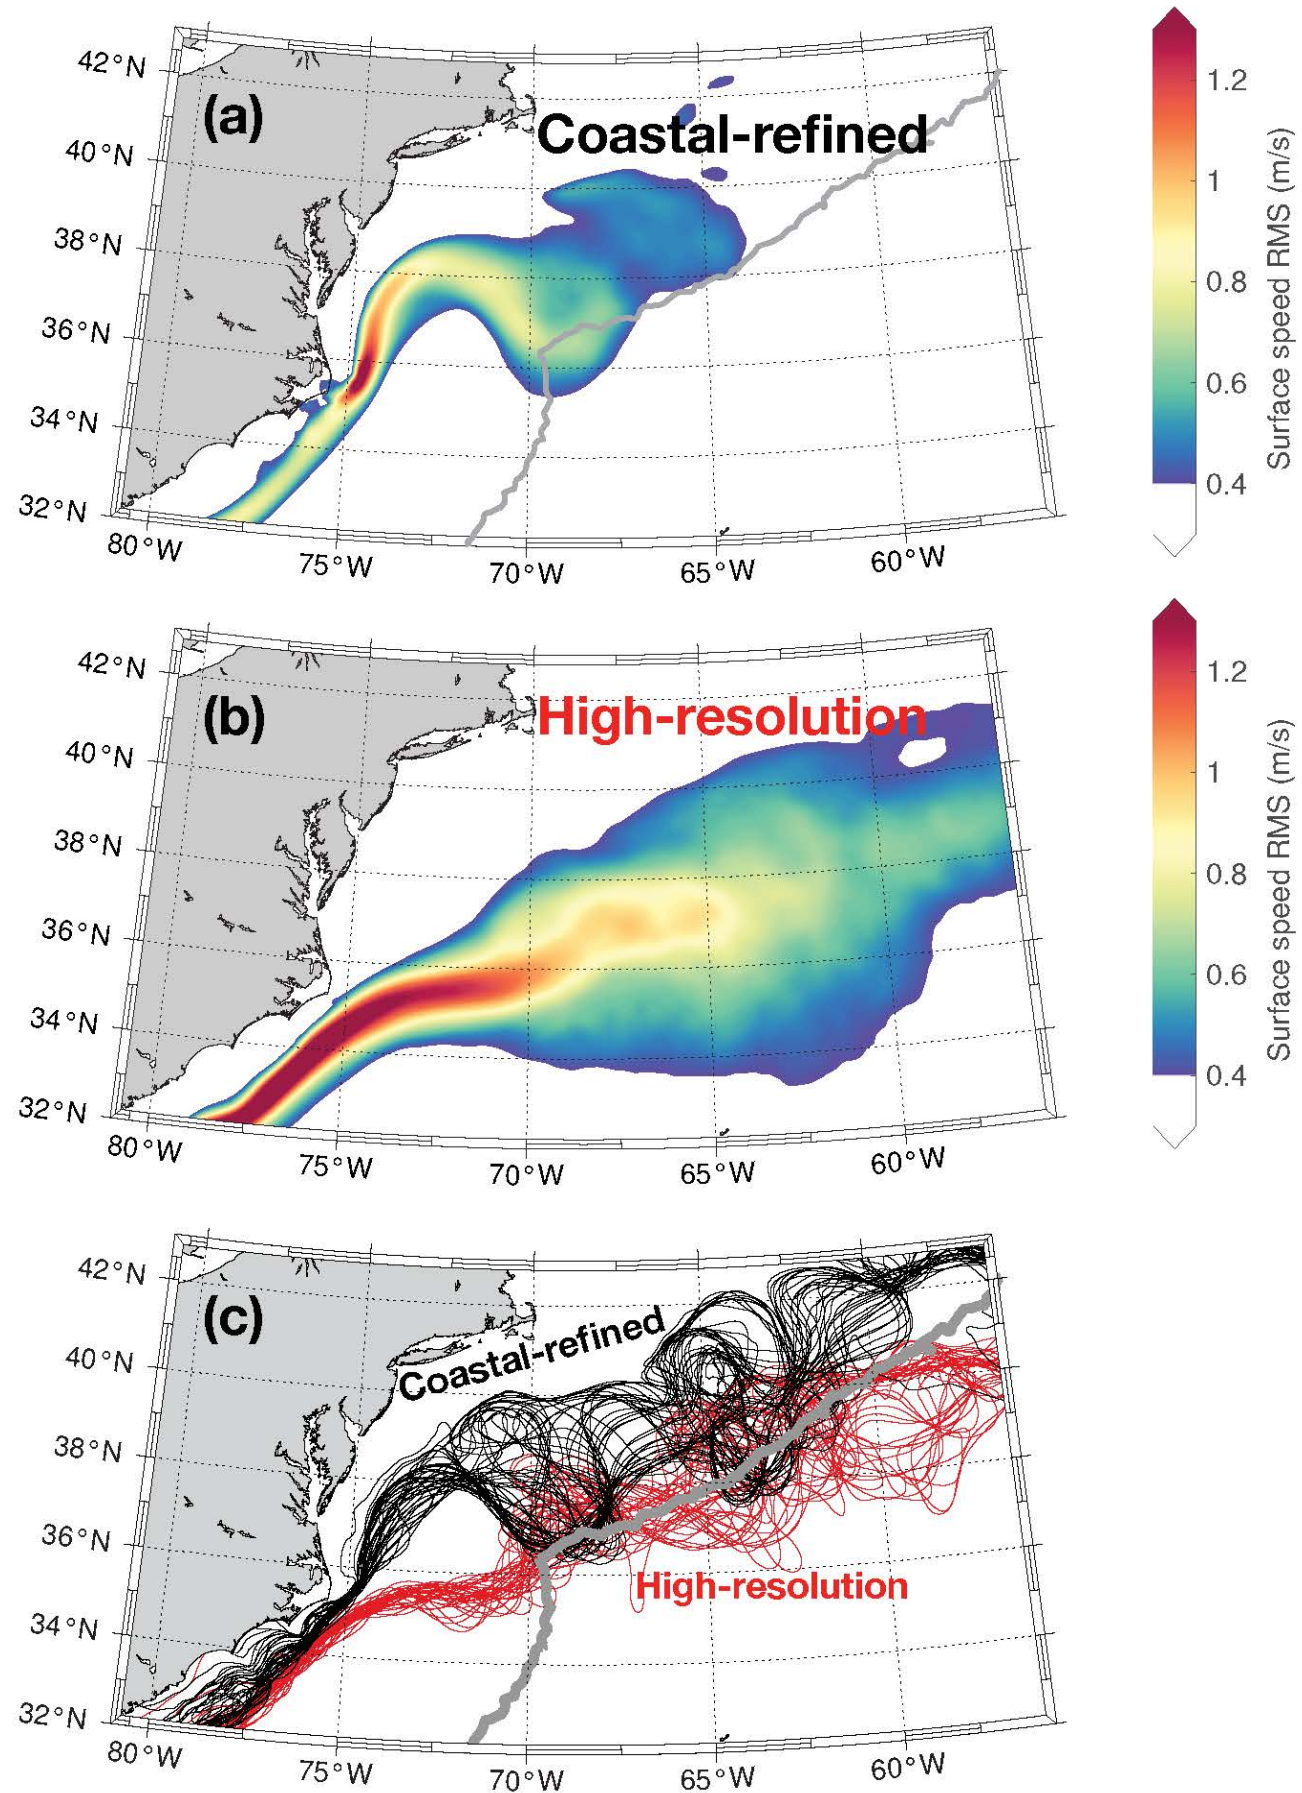 42°N
40°N
38°N
36°N
34°N
32°N
80°W
75°W
70°W
65°W
60°W
(a)
Coastal-refined
1.2
1
0.8
0.6
0.4
Surface speed RMS (m/s)
42°N
40°N
38°N
36°N
34°N
32°N
80°W
75°W
70°W
65°W
60°W
(b)
High-resolution
1.2
1
0.8
0.6
0.4
Surface speed RMS (m/s)
42°N
40°N
38°N
36°N
34°N
32°N
80°W
75°W
70°W
65°W
60°W
(c)
Coastal-refined
High-resolution